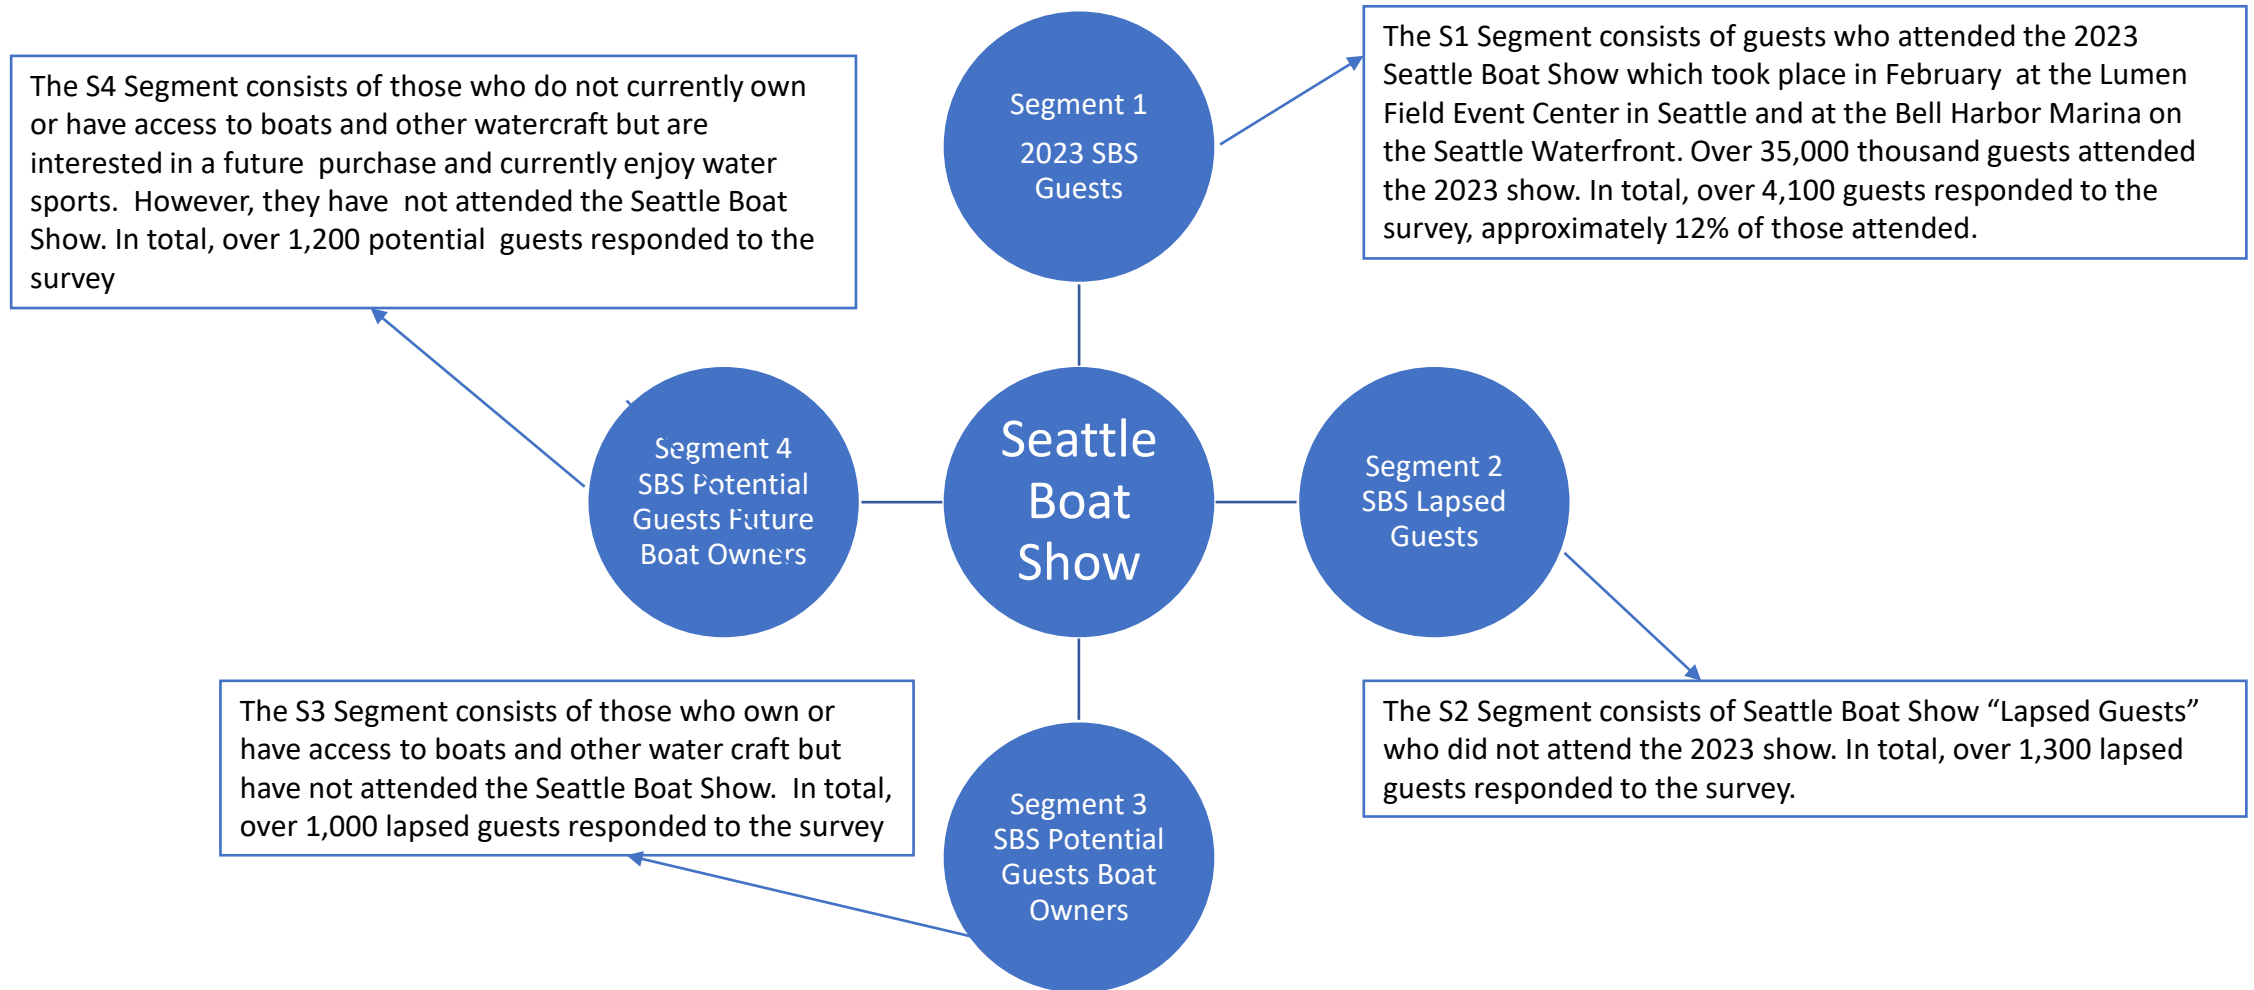 The S4 Segment consists of those who do not currently own
or have access to boats and other watercraft but are
interested in a future purchase and currently enjoy water
sports. However, they have not attended the Seattle Boat
Show. In total, over 1,200 potential guests responded to the
survey
Segment 1
2023 SBS
Guests
The S1 Segment consists of guests who attended the 2023
Seattle Boat Show which took place in February at the Lumen
Field Event Center in Seattle and at the Bell Harbor Marina on
the Seattle Waterfront. Over 35,000 thousand guests attended
the 2023 show. In total, over 4,100 guests responded to the
survey, approximately 12% of those attended.
Segment 4
SBS Potential
Guests Future
Boat Owners
Seattle
Boat
Show
Segment 2
SBS Lapsed
Guests
The S3 Segment consists of those who own or
have access to boats and other water craft but
have not attended the Seattle Boat Show. In total,
over 1,000 lapsed guests responded to the survey
Segment 3
SBS Potential
Guests Boat
Owners
The S2 Segment consists of Seattle Boat Show “Lapsed Guests”
who did not attend the 2023 show. In total, over 1,300 lapsed
guests responded to the survey.